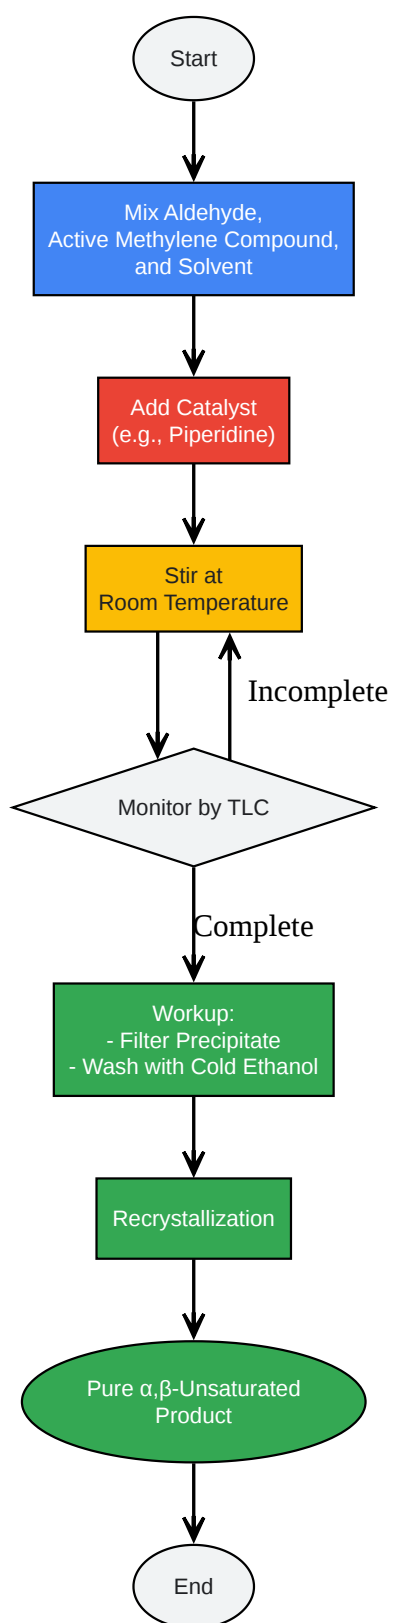 Start
Mix Aldehyde,
Active Methylene Compound,
and Solvent
Add Catalyst
(e.g., Piperidine)
Stir at
Room Temperature
Incomplete
Monitor by TLC
Complete
Workup:
- Filter Precipitate
- Wash with Cold Ethanol
Recrystallization
Pure α,β-Unsaturated
Product
End